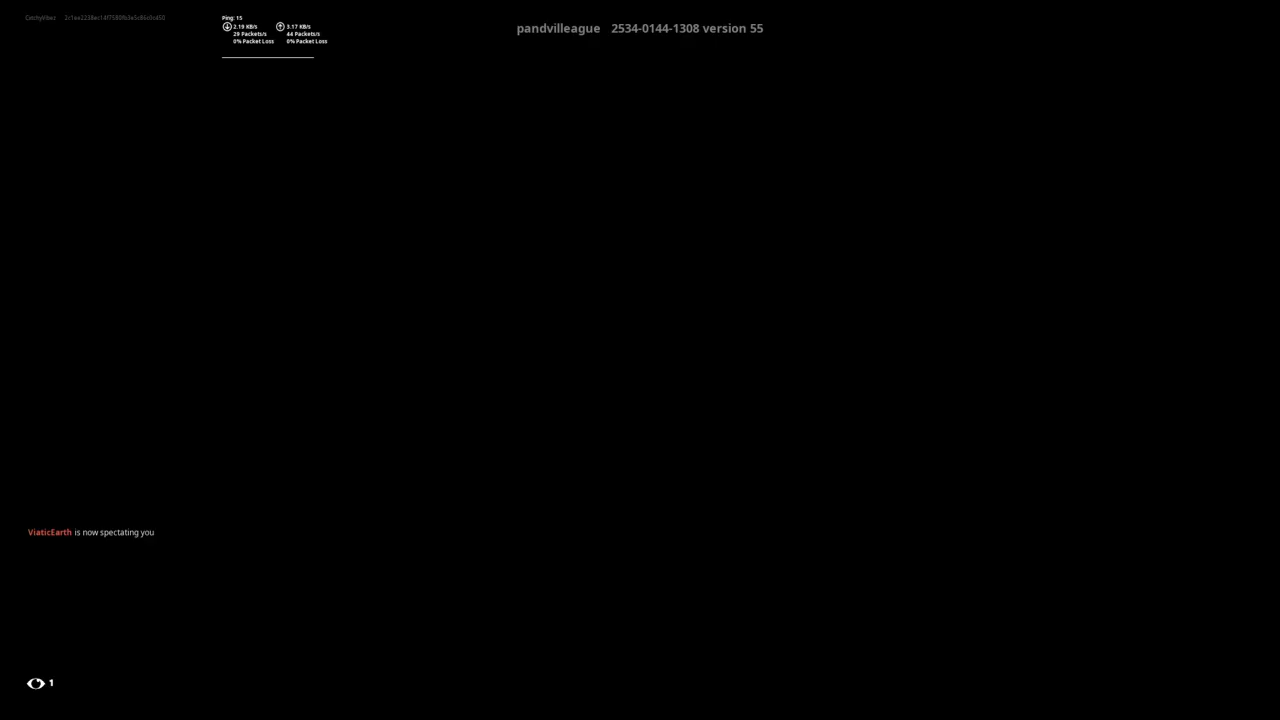 Ping: 15
2.19 KB/s 3.17 KB/s
29 Packets/s 44 Packets/s
0% Packet Loss 0% Packet Loss
pandvilleague 2534-0144-1308 version 55
ViaticEarth is now spectating you
1